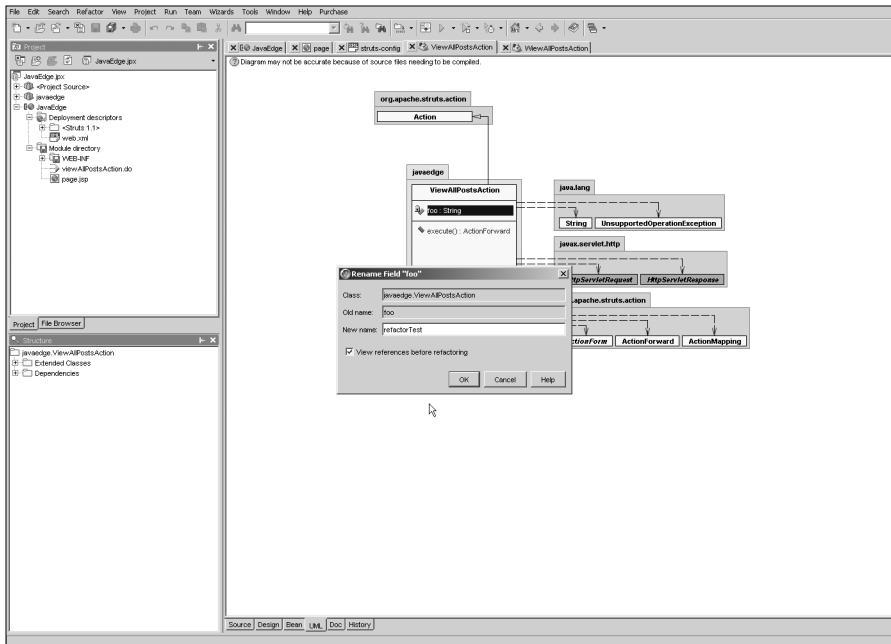 File Edit Search Refactor View Project Run Team Wizards Tools Window Help Purchase
Project
JavaEdge.jpx
JavaEdge.jpx
<Project Source>
javaedge
JavaEdge
Deployment descriptors
<Struts 1.1>
web.xml
Module directory
WEB-INF
viewAllPostsAction.do
page.jsp
Project File Browser
Structure
javaedge.ViewAllPostsAction
Extended Classes
Dependencies
JavaEdge page struts-config ViewAllPostsAction VViewAllPostsAction
Diagram may not be accurate because of source files needing to be compiled.
org.apache.struts.action
Action
javaedge
ViewAllPostsAction
foo : String
execute() : ActionForward
java.lang
String UnsupportedOperationException
javax.servlet.http
ttpServletRequest HttpServletResponse
.apache.struts.action
ctionForm ActionForward ActionMapping
Rename Field "foo"
Class: javaedge.ViewAllPostsAction
Old name: foo
New name: refactorTest
View references before refactoring
OK Cancel Help
Source Design Bean UML Doc History